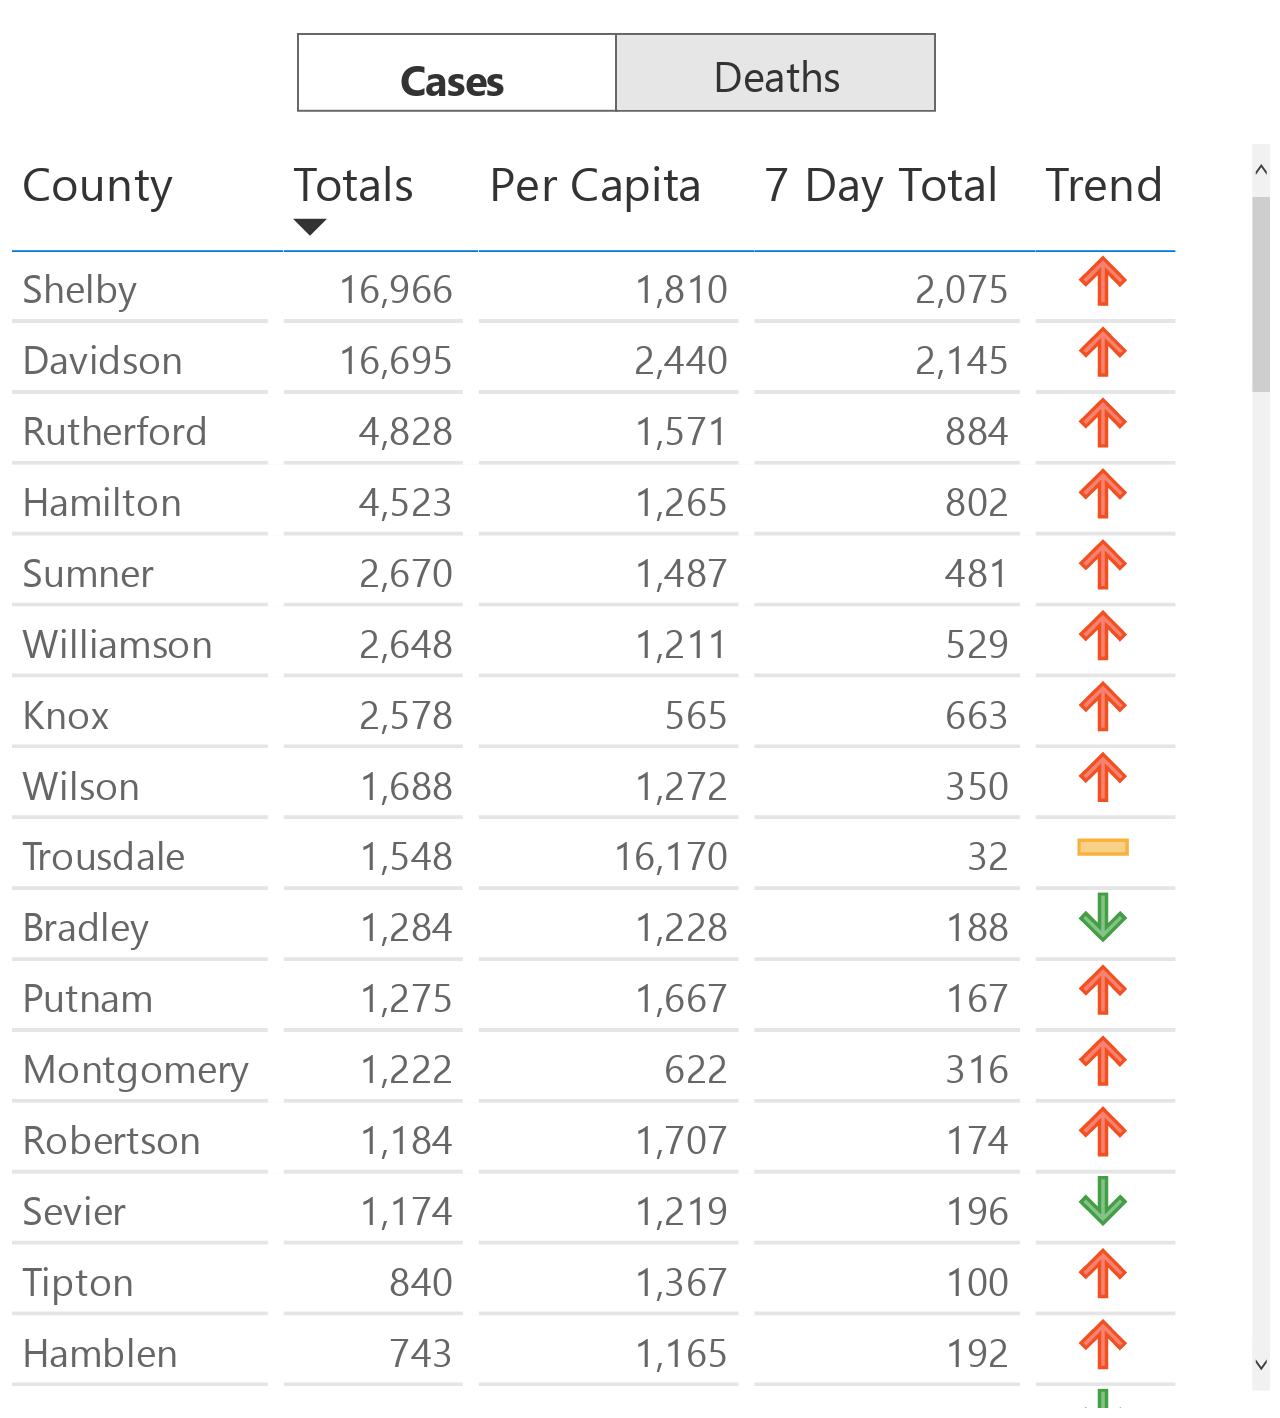 Cases Deaths
County Totals Per Capita 7 Day Total Trend
Shelby 16,966 1,810 2,075
Davidson 16,695 2,440 2,145
Rutherford 4,828 1,571 884
Hamilton 4,523 1,265 802
Sumner 2,670 1,487 481
Williamson 2,648 1,211 529
Knox 2,578 565 663
Wilson 1,688 1,272 350
Trousdale 1,548 16,170 32
Bradley 1,284 1,228 188
Putnam 1,275 1,667 167
Montgomery 1,222 622 316
Robertson 1,184 1,707 174
Sevier 1,174 1,219 196
Tipton 840 1,367 100
Hamblen 743 1,165 192